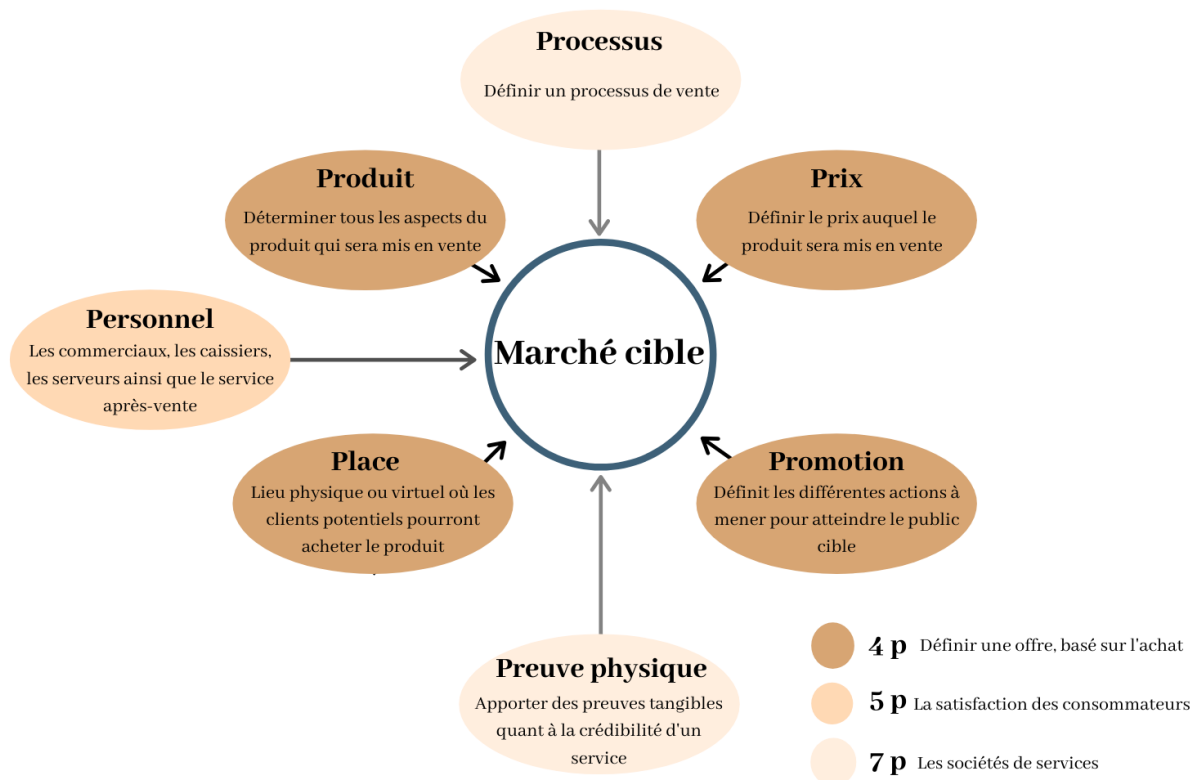 Processus
Définir un processus de vente
Produit
Déterminer tous les aspects du
produit qui sera mis en vente
Prix
Définir le prix auquel le
produit sera mis en vente
Personnel
Les commerciaux, les caissiers,
les serveurs ainsi que le service
après-vente
Marché cible
Place
Lieu physique ou virtuel où les
clients potentiels pourront
acheter le produit
Promotion
Définit les différentes actions à
mener pour atteindre le public
cible
Preuve physique
Apporter des preuves tangibles
quant à la crédibilité d'un
service
4 p Définir une offre, basé sur l'achat
5 p La satisfaction des consommateurs
7 p Les sociétés de services